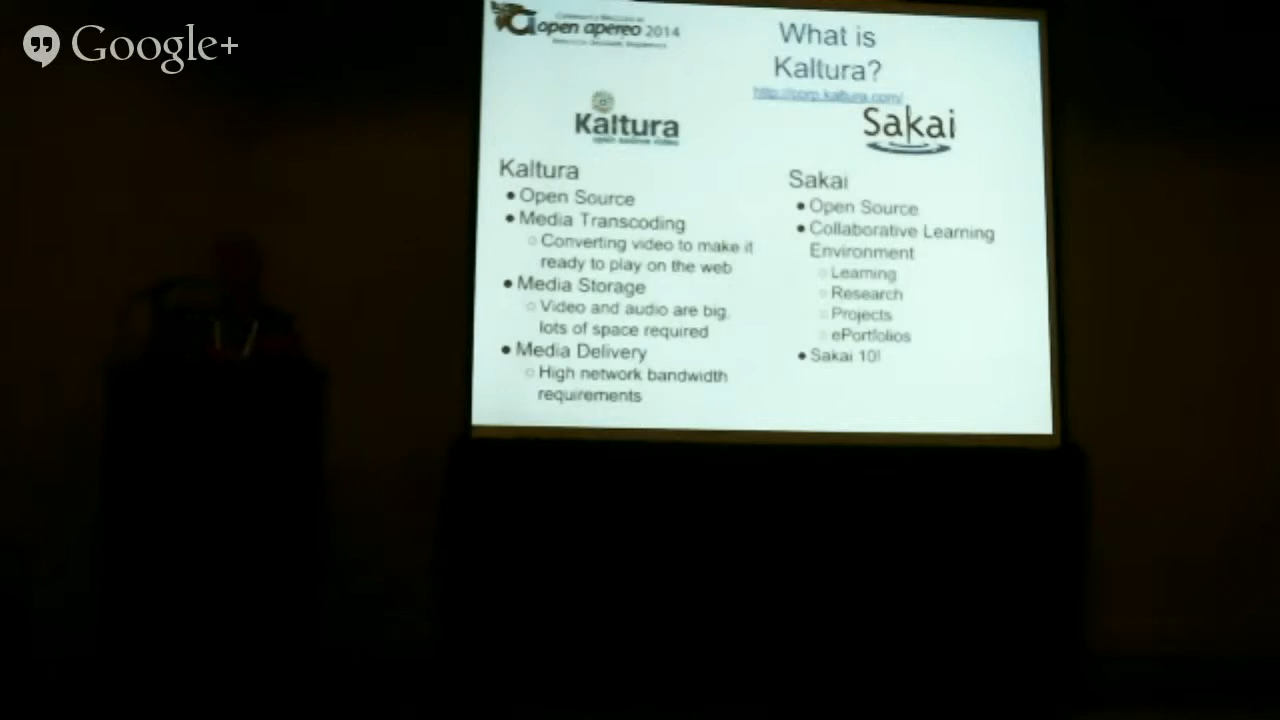 Google+
open apereo 2014
What is
Kaltura?
http://corp.kaltura.com/
Kaltura
open source video
Sakai
Kaltura
• Open Source
• Media Transcoding
○ Converting video to make it
ready to play on the web
• Media Storage
○ Video and audio are big,
lots of space required
• Media Delivery
○ High network bandwidth
requirements
Sakai
• Open Source
• Collaborative Learning
Environment
○ Learning
○ Research
○ Projects
○ ePortfolios
• Sakai 10!